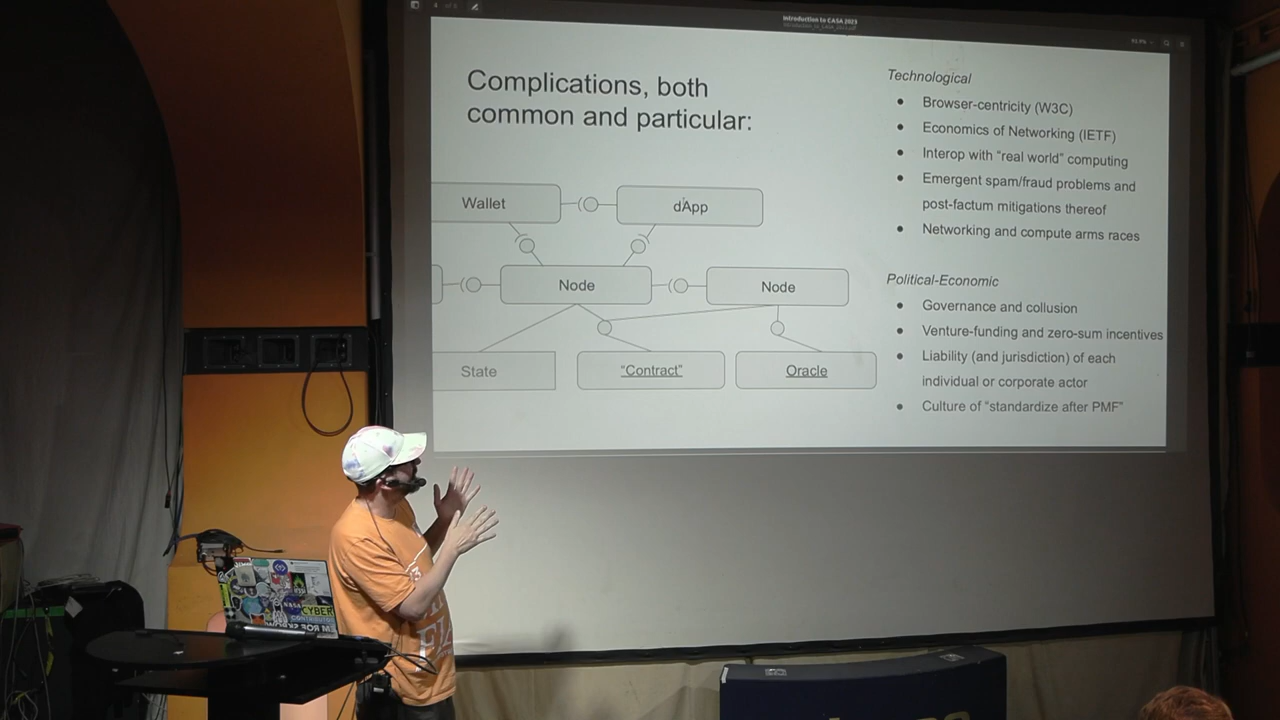 4 of 6
Introduction to CASA 2023
Complications, both
common and particular:
Wallet
dApp
Node
Node
State
"Contract"
Oracle
Technological
Browser-centricity (W3C)
Economics of Networking (IETF)
Interop with "real world" computing
Emergent spam/fraud problems and
post-factum mitigations thereof
Networking and compute arms races
Political-Economic
Governance and collusion
Venture-funding and zero-sum incentives
Liability (and jurisdiction) of each
individual or corporate actor
Culture of "standardize after PMF"
CYBER